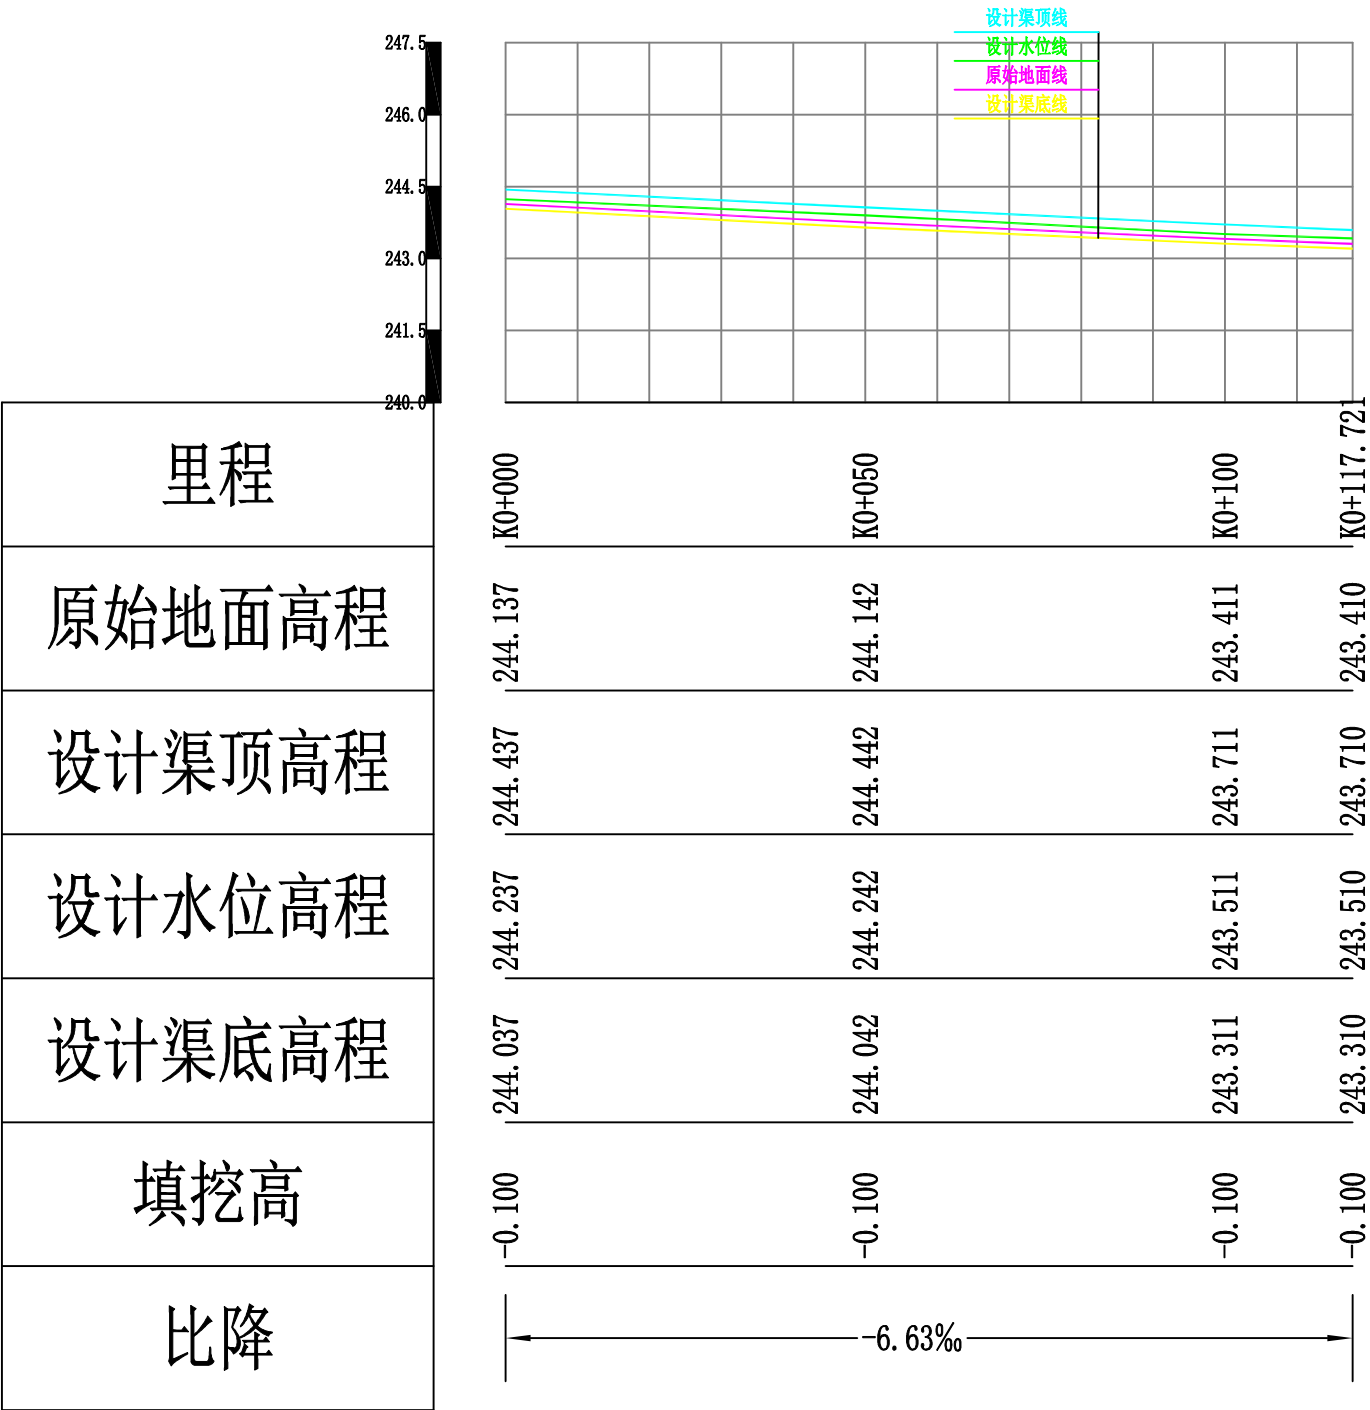 设计渠顶线
设计水位线
原始地面线
设计渠底线
247.5
246.0
244.5
243.0
241.5
240.0
里程 K0+000 K0+050 K0+100 K0+117.721
原始地面高程 244.137 244.142 243.411 243.410
设计渠顶高程 244.437 244.442 243.711 243.710
设计水位高程 244.237 244.242 243.511 243.510
设计渠底高程 244.037 244.042 243.311 243.310
填挖高 -0.100 -0.100 -0.100 -0.100
比降 -6.63‰